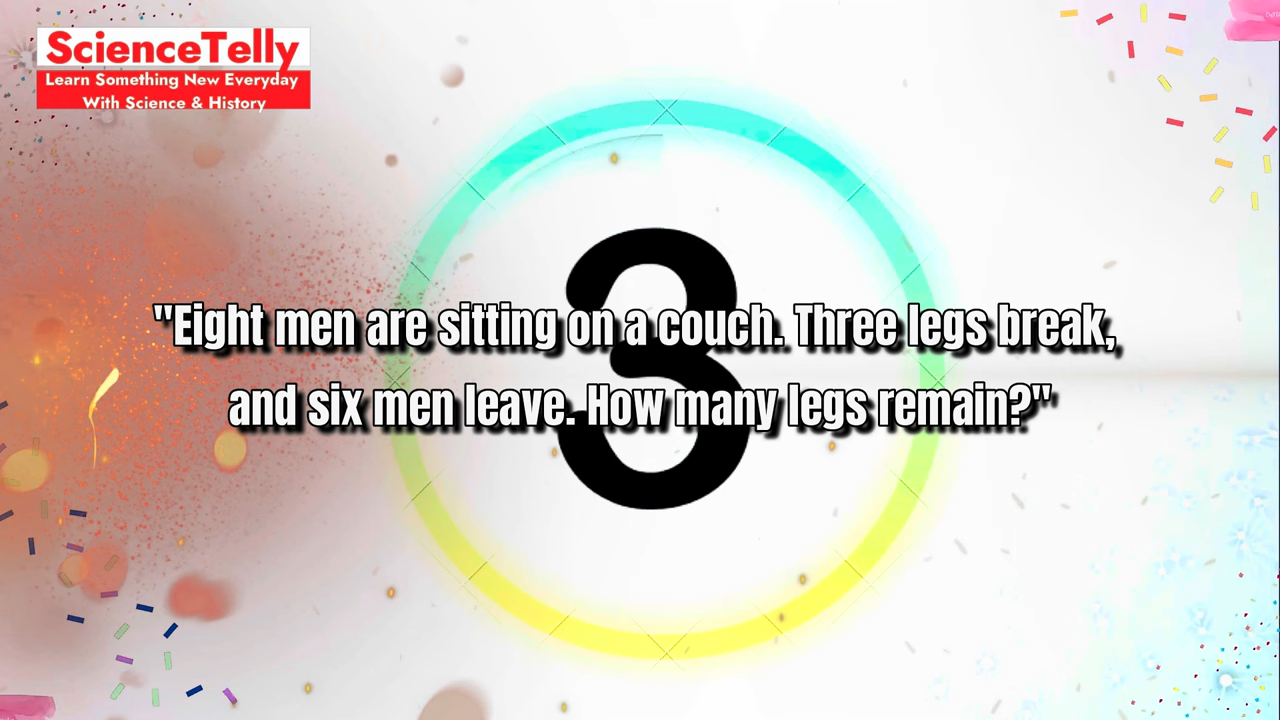 ScienceTelly
Learn Something New Everyday
With Science & History
3
"Eight men are sitting on a couch. Three legs break,
and six men leave. How many legs remain?"